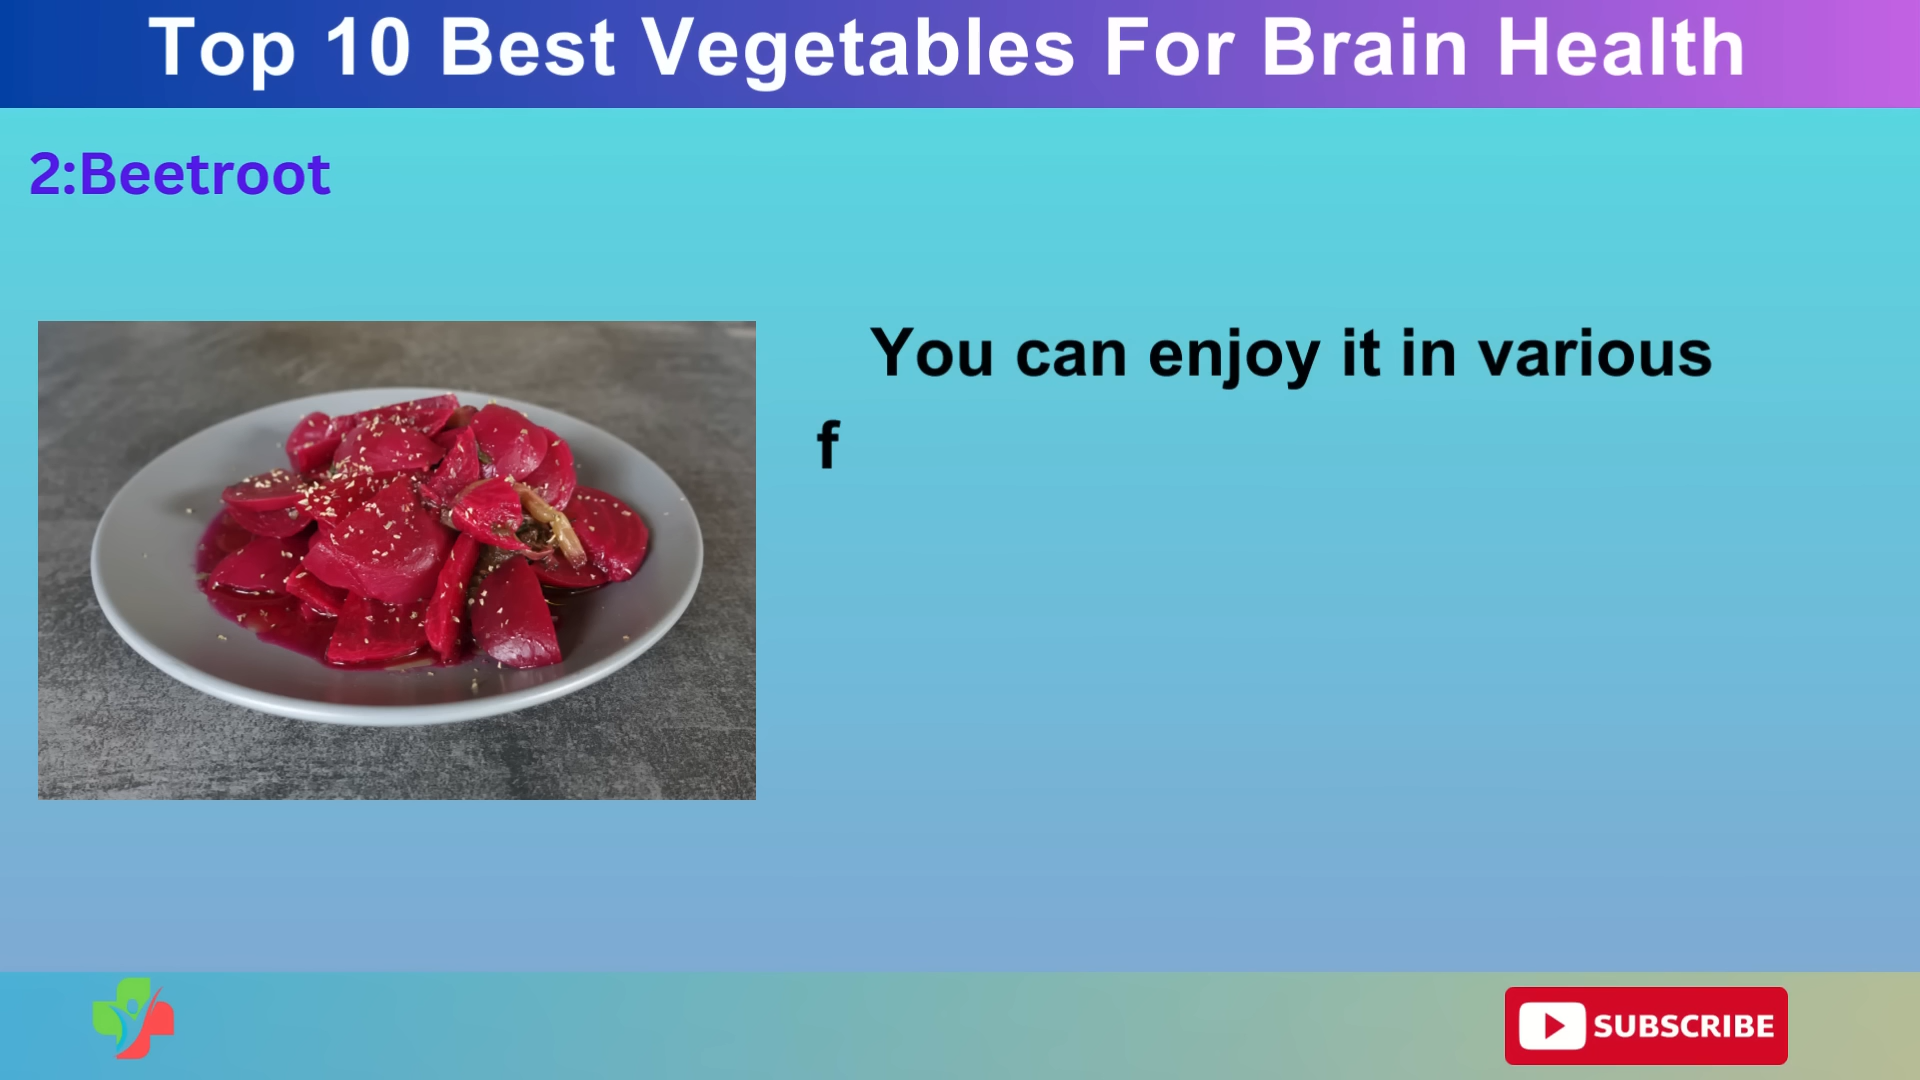 Top 10 Best Vegetables For Brain Health
2:Beetroot
You can enjoy it in various
f
SUBSCRIBE